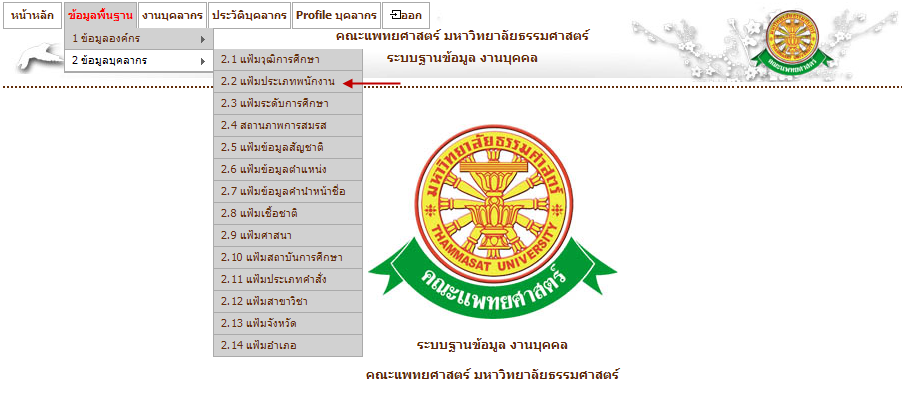 หน้าหลัก ข้อมูลพื้นฐาน งานบุคลากร ประวัติบุคลากร Profile บุคลากร ออก
คณะแพทยศาสตร์ มหาวิทยาลัยธรรมศาสตร์
ระบบฐานข้อมูล งานบุคคล
1 ข้อมูลองค์กร
2 ข้อมูลบุคลากร
2.1 แฟ้มวุฒิการศึกษา
2.2 แฟ้มประเภทพนักงาน
2.3 แฟ้มระดับการศึกษา
2.4 สถานภาพการสมรส
2.5 แฟ้มข้อมูลสัญชาติ
2.6 แฟ้มข้อมูลตำแหน่ง
2.7 แฟ้มข้อมูลคำนำหน้าชื่อ
2.8 แฟ้มเชื้อชาติ
2.9 แฟ้มศาสนา
2.10 แฟ้มสถาบันการศึกษา
2.11 แฟ้มประเภทคำสั่ง
2.12 แฟ้มสาขาวิชา
2.13 แฟ้มจังหวัด
2.14 แฟ้มอำเภอ
มหาวิทยาลัยธรรมศาสตร์
THAMMASAT UNIVERSITY
คณะแพทยศาสตร์
ระบบฐานข้อมูล งานบุคคล
คณะแพทยศาสตร์ มหาวิทยาลัยธรรมศาสตร์